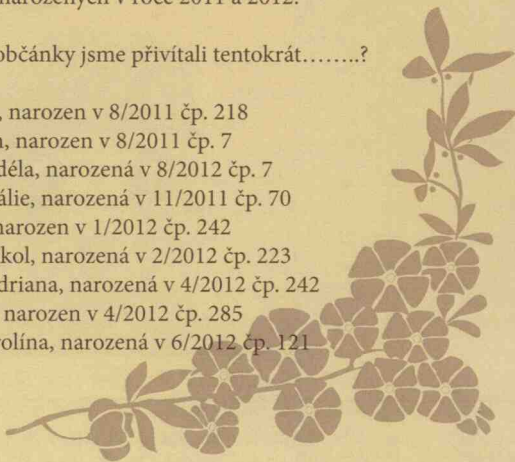 narozených v roce 2011 a 2012.
občánky jsme přivítali tentokrát……..?
, narozen v 8/2011 čp. 218
, narozen v 8/2011 čp. 7
déla, narozená v 8/2012 čp. 7
álie, narozená v 11/2011 čp. 70
narozen v 1/2012 čp. 242
kol, narozená v 2/2012 čp. 223
driana, narozená v 4/2012 čp. 242
narozen v 4/2012 čp. 285
rolína, narozená v 6/2012 čp. 121